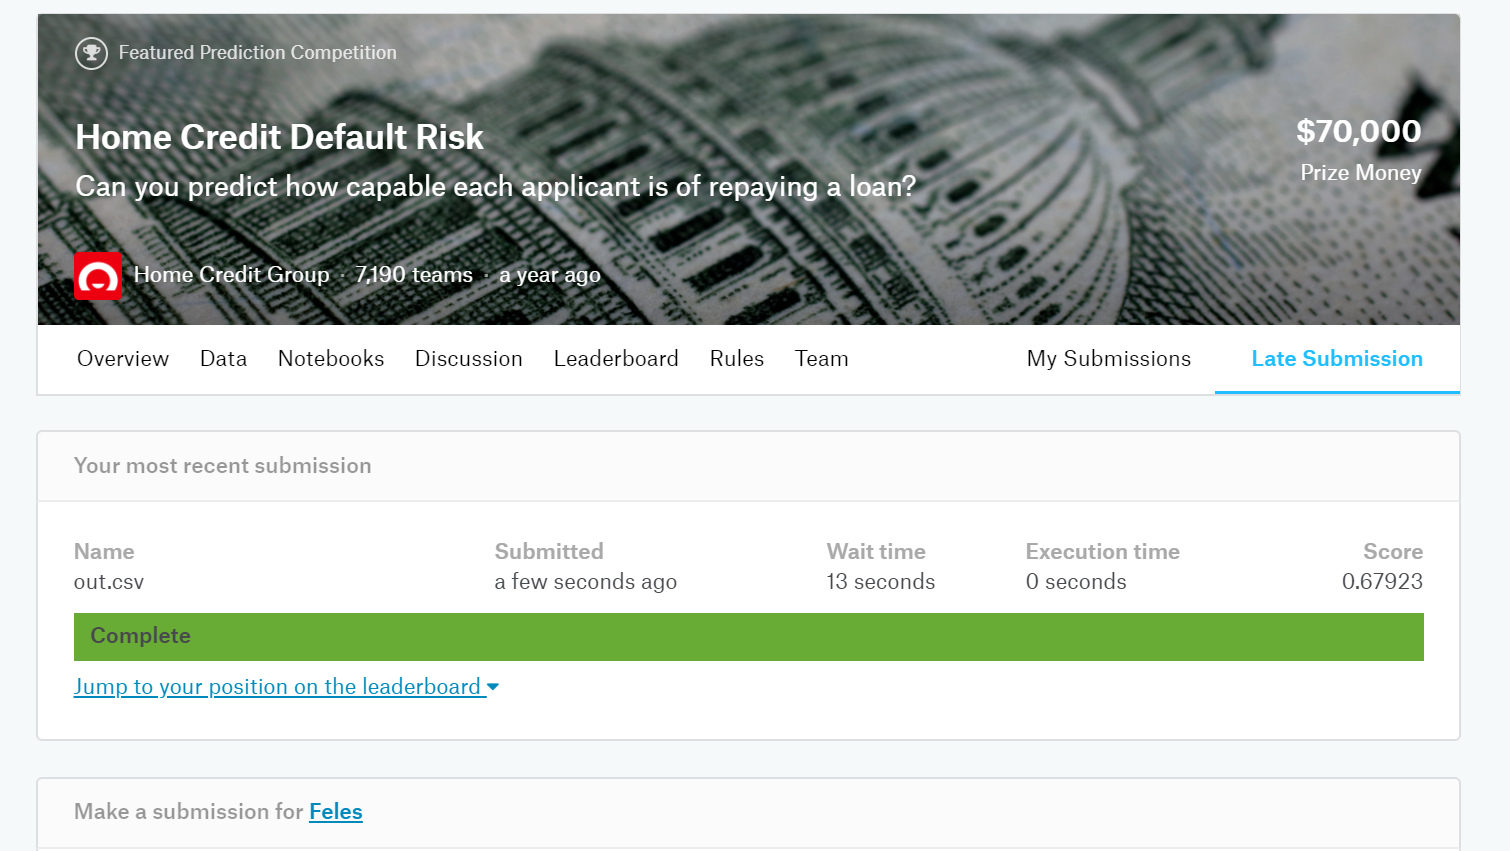 Featured Prediction Competition
Home Credit Default Risk
$70,000
Can you predict how capable each applicant is of repaying a loan?
Prize Money
Home Credit Group · 7,190 teams · a year ago
Overview Data Notebooks Discussion Leaderboard Rules Team My Submissions Late Submission
Your most recent submission
Name Submitted Wait time Execution time Score
out.csv a few seconds ago 13 seconds 0 seconds 0.67923
Complete
Jump to your position on the leaderboard
Make a submission for Feles